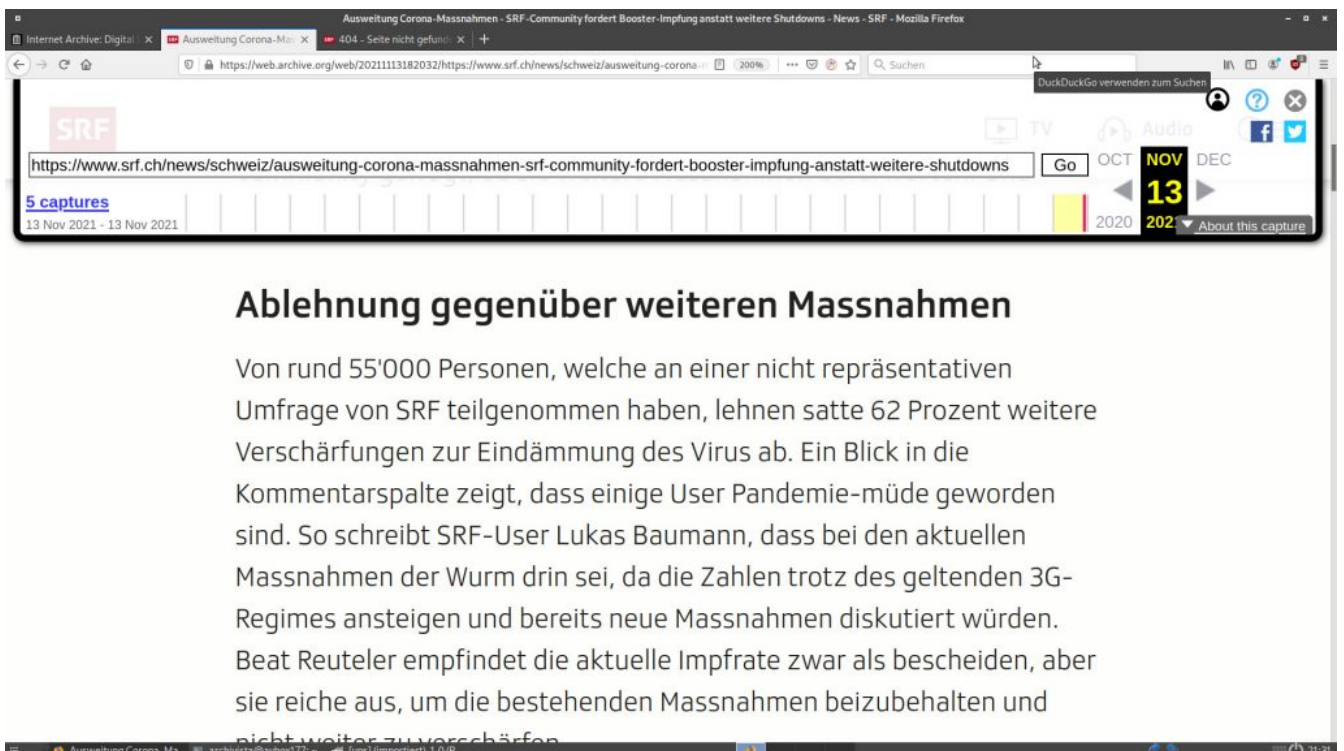 Ausweitung Corona-Massnahmen - SRF-Community fordert Booster-Impfung anstatt weitere Shutdowns - News - SRF - Mozilla Firefox
Internet Archive: Digital
Ausweitung Corona-Mas
404 - Seite nicht gefund
https://web.archive.org/web/20211113182032/https://www.srf.ch/news/schweiz/ausweitung-corona-
200%
Suchen
DuckDuckGo verwenden zum Suchen
SRF
TV
Audio
https://www.srf.ch/news/schweiz/ausweitung-corona-massnahmen-srf-community-fordert-booster-impfung-anstatt-weitere-shutdowns
Go
OCT NOV DEC
5 captures
13
13 Nov 2021 - 13 Nov 2021
2020
202
About this capture
Ablehnung gegenüber weiteren Massnahmen
Von rund 55'000 Personen, welche an einer nicht repräsentativen
Umfrage von SRF teilgenommen haben, lehnen satte 62 Prozent weitere
Verschärfungen zur Eindämmung des Virus ab. Ein Blick in die
Kommentarspalte zeigt, dass einige User Pandemie-müde geworden
sind. So schreibt SRF-User Lukas Baumann, dass bei den aktuellen
Massnahmen der Wurm drin sei, da die Zahlen trotz des geltenden 3G-
Regimes ansteigen und bereits neue Massnahmen diskutiert würden.
Beat Reuteler empfindet die aktuelle Impfrate zwar als bescheiden, aber
sie reiche aus, um die bestehenden Massnahmen beizubehalten und
nicht weiter zu verschärfen
Ausweitung Corona-Ma
21:31